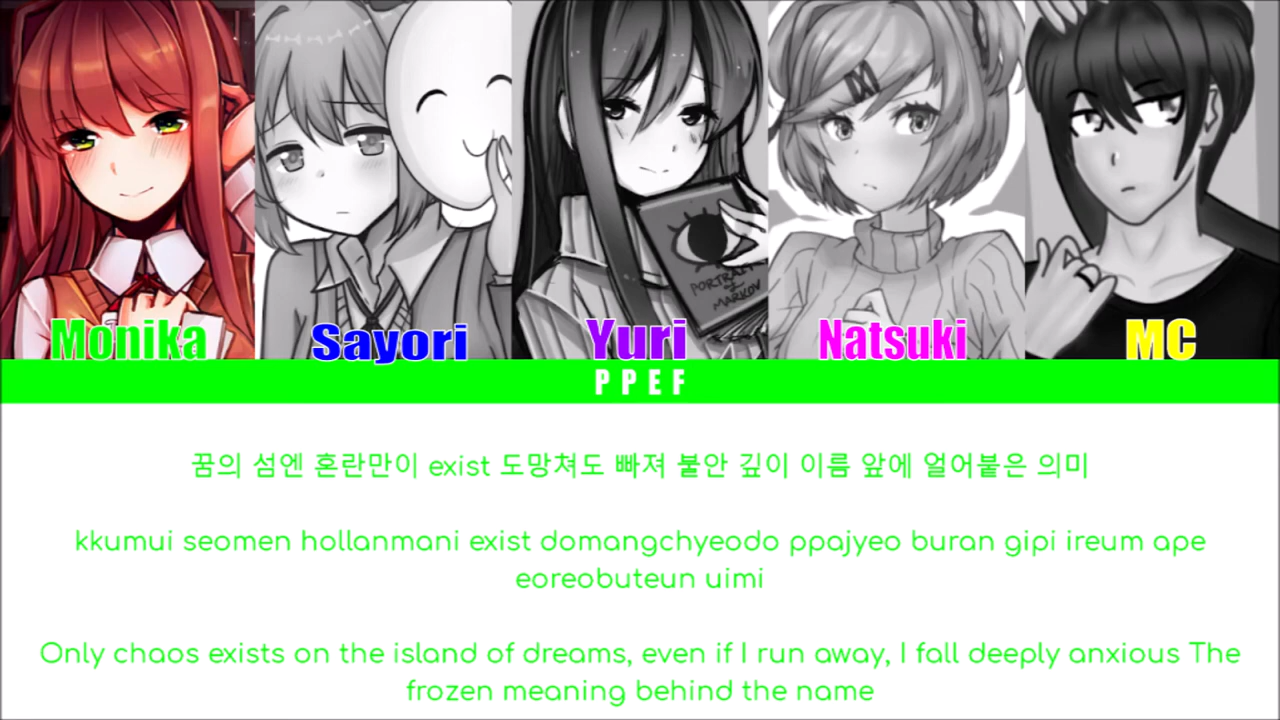 PORTRAIT
of
MARKOV
Monika
Sayori
Yuri
Natsuki
MC
PPEF
꿈의 섬엔 혼란만이 exist 도망쳐도 빠져 불안 깊이 이름 앞에 얼어붙은 의미
kkumui seomen hollanmani exist domangchyeodo ppajyeo buran gipi ireum ape
eoreobuteun uimi
Only chaos exists on the island of dreams, even if I run away, I fall deeply anxious The
frozen meaning behind the name